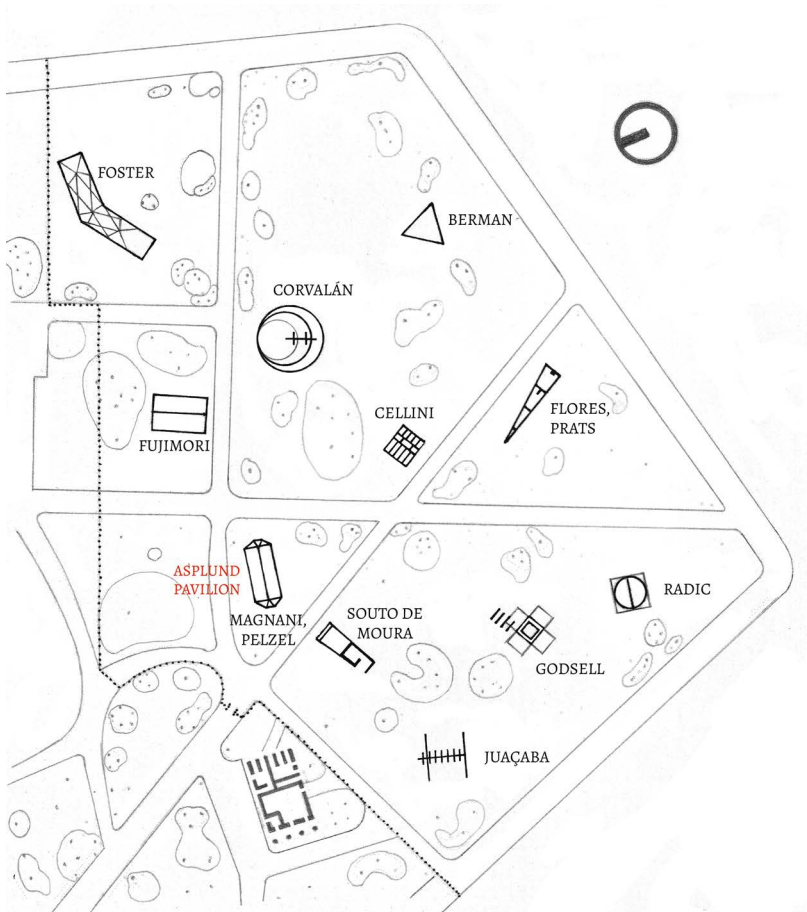 FOSTER
BERMAN
CORVALÁN
CELLINI
FLORES,
PRATS
FUJIMORI
ASPLUND
PAVILION
MAGNANI,
PELZEL
SOUTO DE
MOURA
RADIC
GODSELL
JUAÇABA